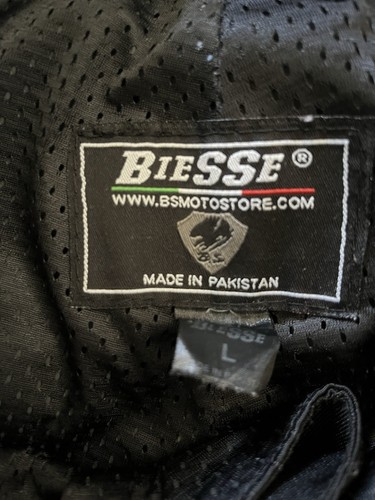 BIESSE ®
WWW.BSMOTOSTORE.COM
B.S.
MADE IN PAKISTAN
BIESSE
L